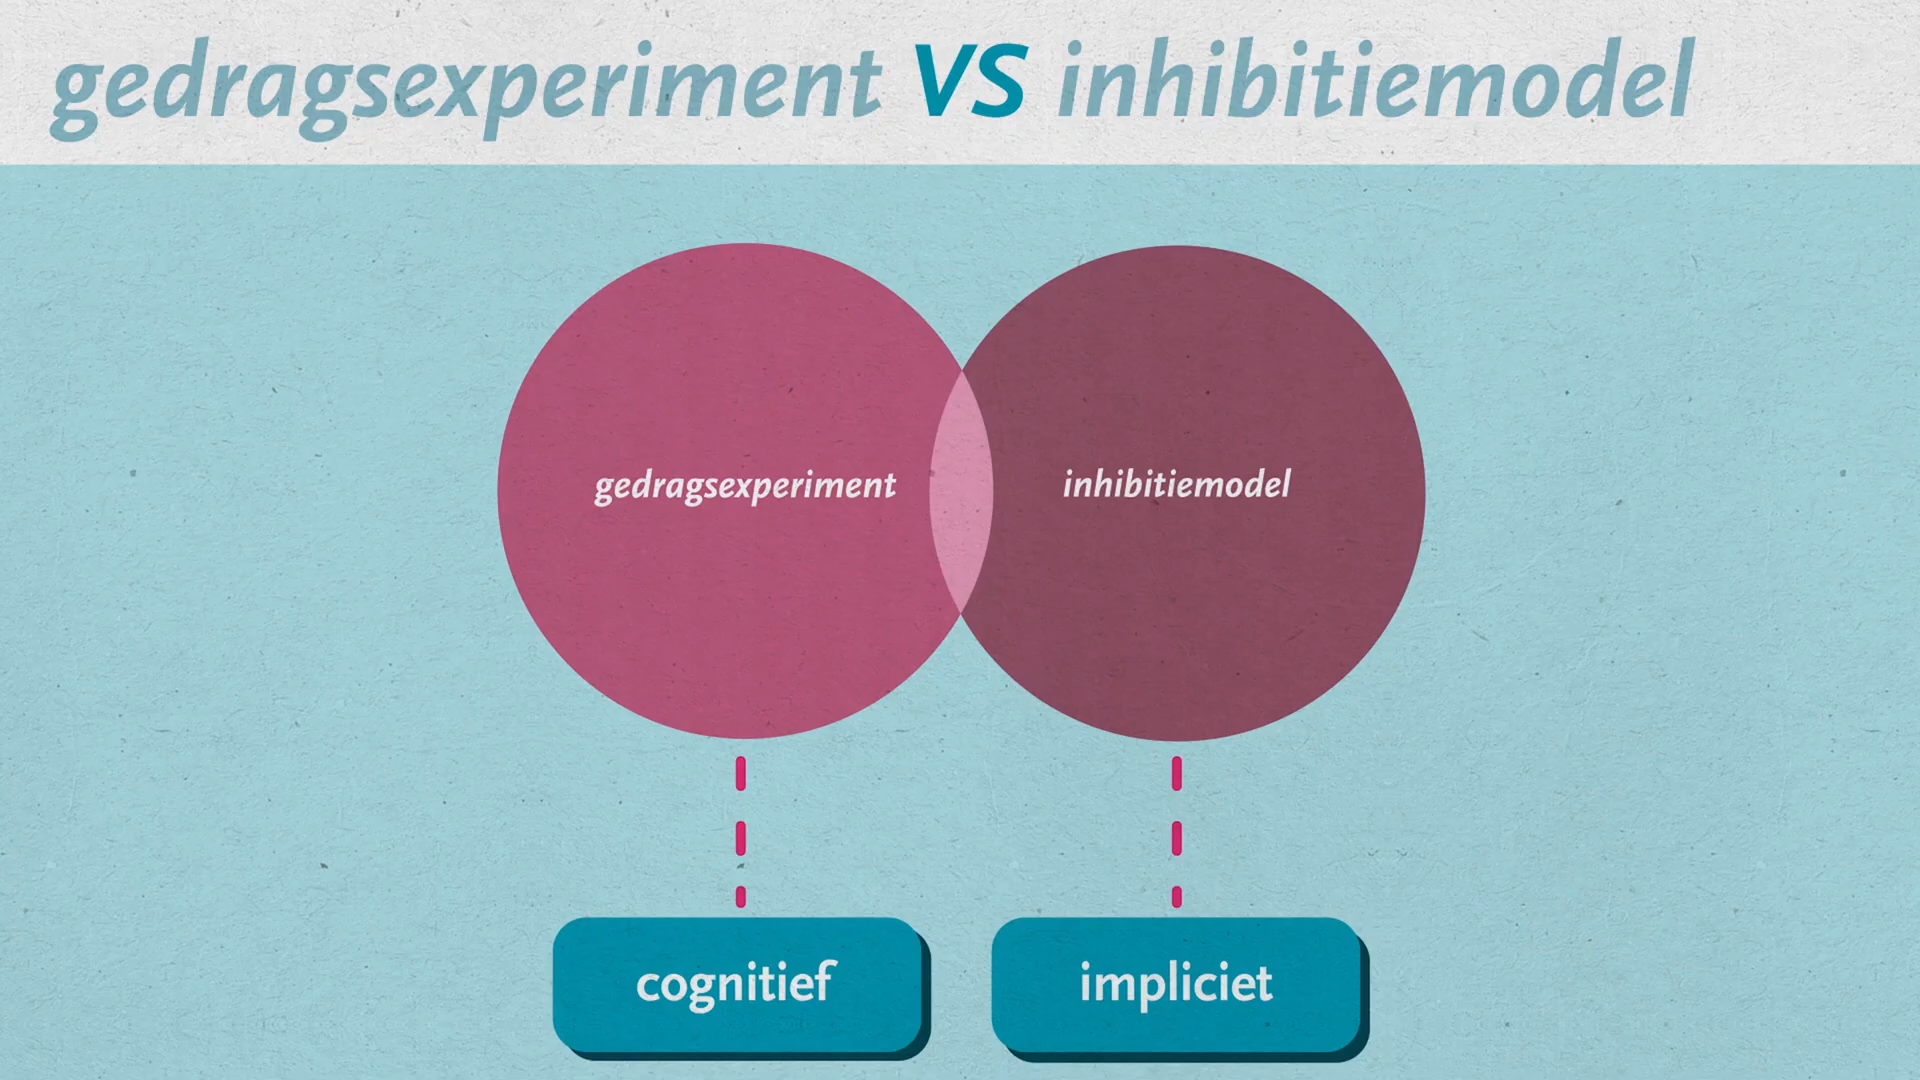 gedragsexperiment VS inhibitiemodel
gedragsexperiment
inhibitiemodel
cognitief
impliciet